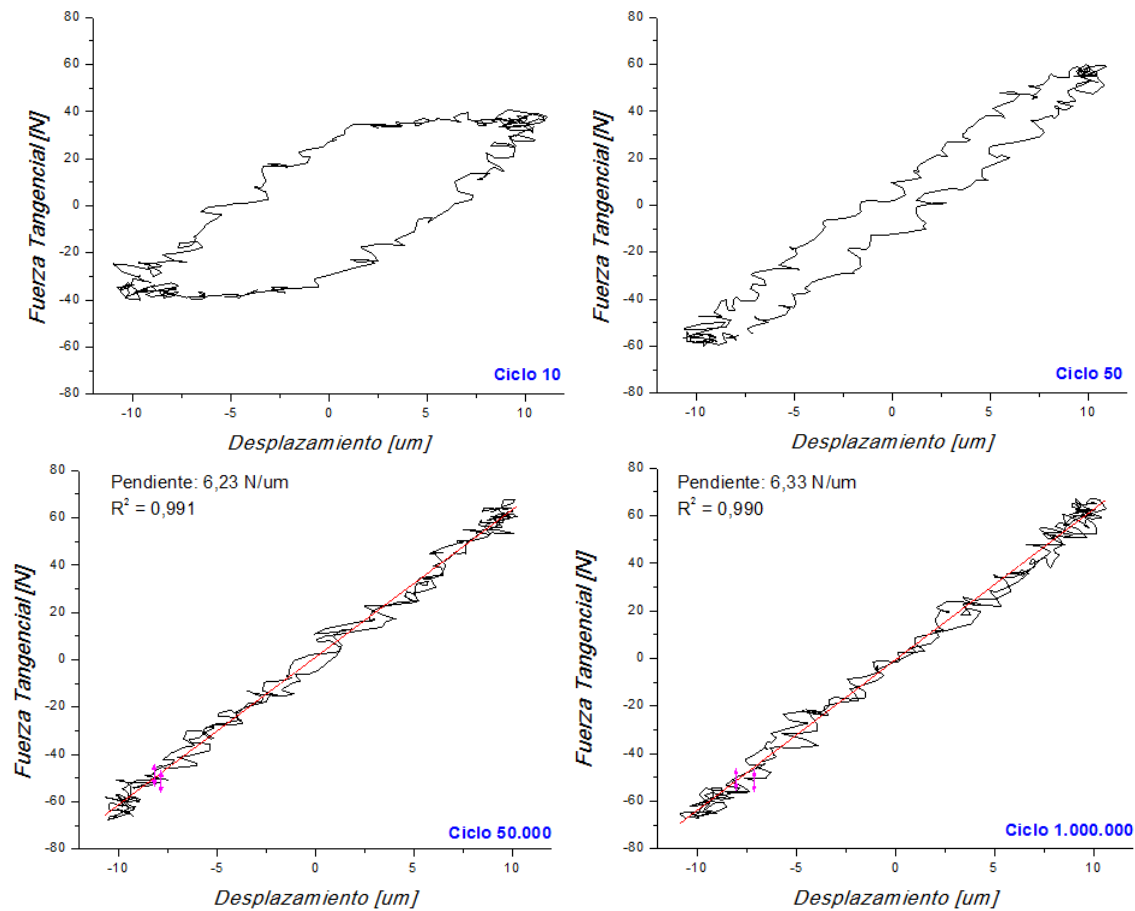 80
60
40
20
0
-20
-40
-60
-80
Fuerza Tangencial [N]
-10 -5 0 5 10
Desplazamiento [um]
Ciclo 10
80
60
40
20
0
-20
-40
-60
-80
Fuerza Tangencial [N]
-10 -5 0 5 10
Desplazamiento [um]
Ciclo 50
Pendiente: 6,23 N/um
R² = 0,991
80
60
40
20
0
-20
-40
-60
-80
Fuerza Tangencial [N]
-10 -5 0 5 10
Desplazamiento [um]
Ciclo 50.000
Pendiente: 6,33 N/um
R² = 0,990
80
60
40
20
0
-20
-40
-60
-80
Fuerza Tangencial [N]
-10 -5 0 5 10
Desplazamiento [um]
Ciclo 1.000.000